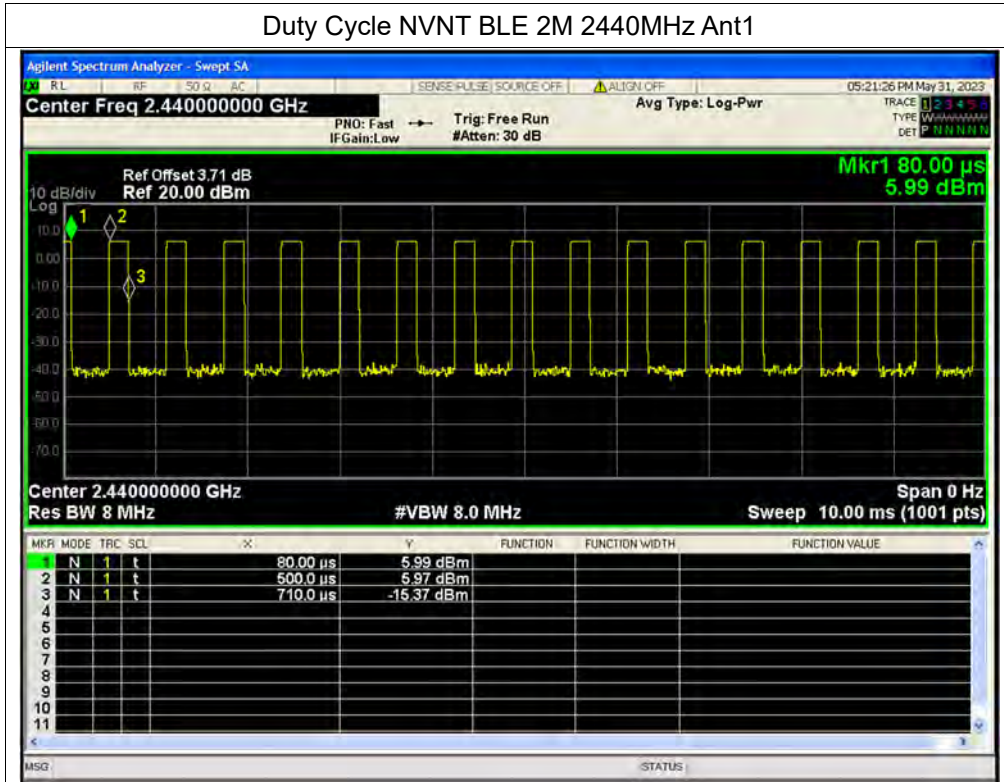 Duty Cycle NVNT BLE 2M 2440MHz Ant1
Agilent Spectrum Analyzer - Swept SA
LXI RL RF 50 Ω AC SENSE:PULSE SOURCE OFF ALIGN OFF 05:21:26 PM May 31, 2023
Center Freq 2.440000000 GHz Avg Type: Log-Pwr TRACE 1 2 3 4 5 6
PNO: Fast Trig: Free Run TYPE W
IFGain:Low #Atten: 30 dB DET P N N N N N
Mkr1 80.00 µs
Ref Offset 3.71 dB
10 dB/div Ref 20.00 dBm 5.99 dBm
Log
1 2
10.0
0.00
3
-10.0
-20.0
-30.0
-40.0
-50.0
-60.0
-70.0
Center 2.440000000 GHz Span 0 Hz
Res BW 8 MHz #VBW 8.0 MHz Sweep 10.00 ms (1001 pts)
MKR MODE TRC SCL X Y FUNCTION FUNCTION WIDTH FUNCTION VALUE
1 N 1 t 80.00 µs 5.99 dBm
2 N 1 t 500.0 µs 5.97 dBm
3 N 1 t 710.0 µs -15.37 dBm
4
5
6
7
8
9
10
11
MSG STATUS